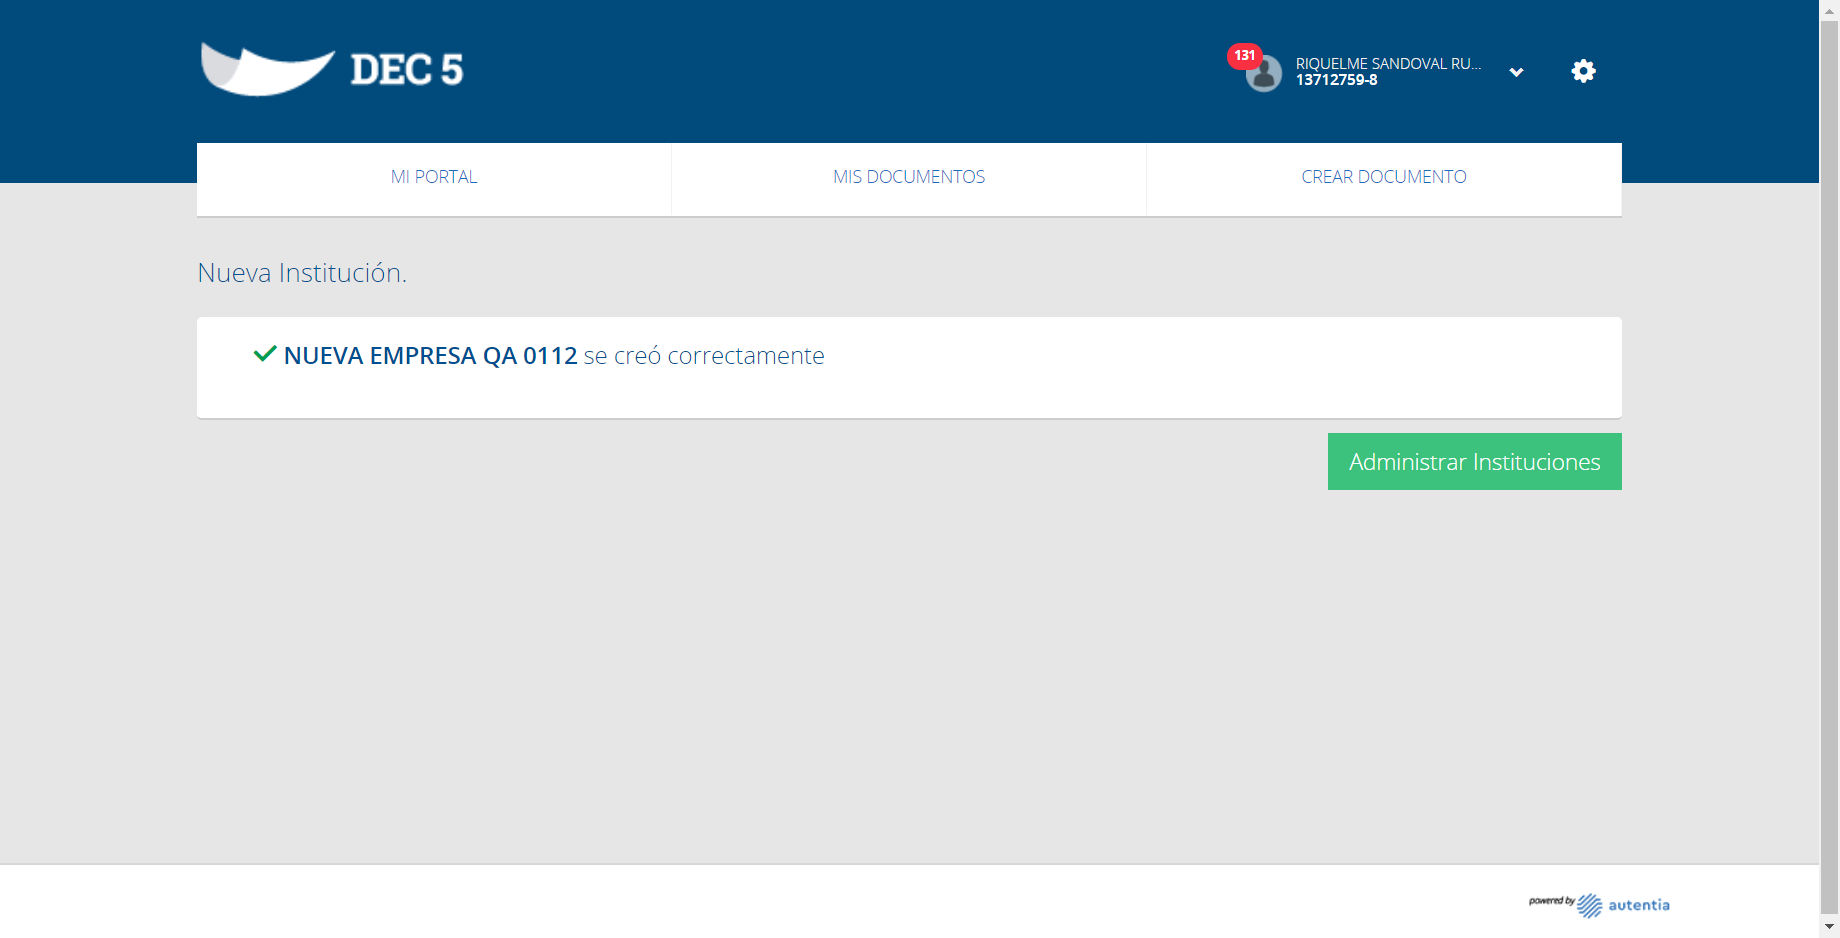 DEC 5
131
RIQUELME SANDOVAL RU...
13712759-8
MI PORTAL
MIS DOCUMENTOS
CREAR DOCUMENTO
Nueva Institución.
NUEVA EMPRESA QA 0112 se creó correctamente
Administrar Instituciones
powered by autentia